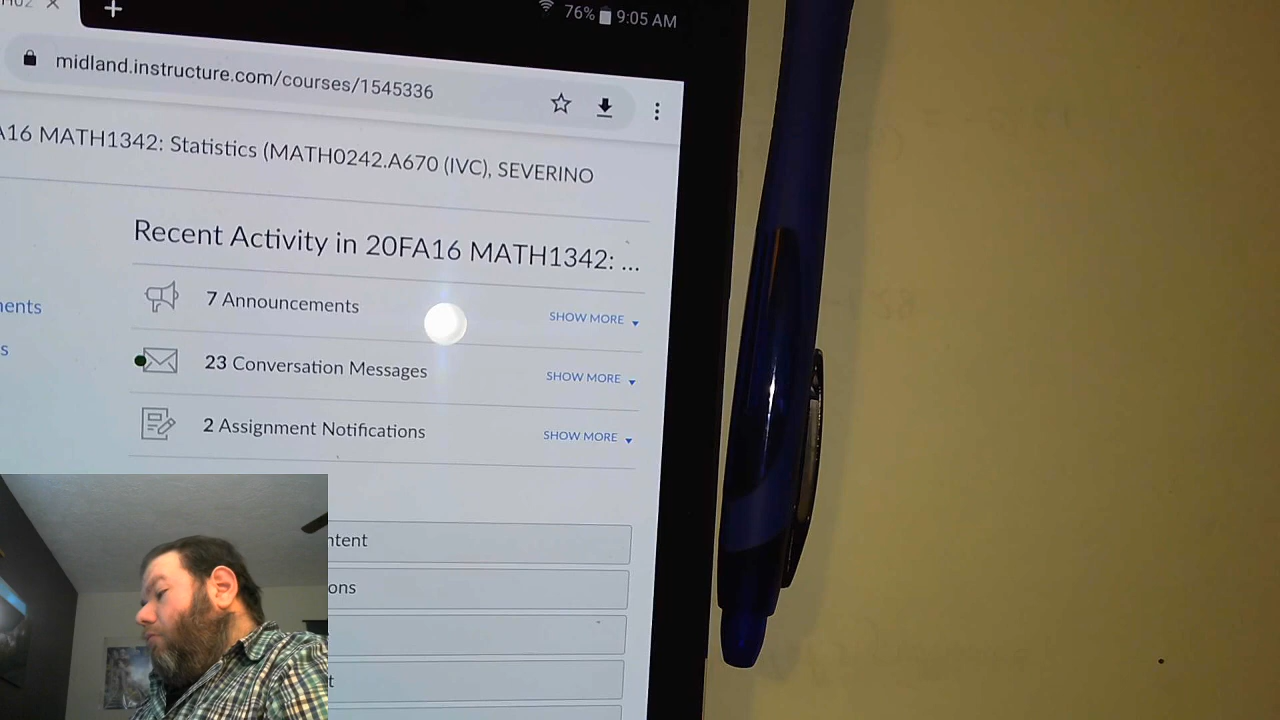 76% 9:05 AM
midland.instructure.com/courses/1545336
A16 MATH1342: Statistics (MATH0242.A670 (IVC), SEVERINO
Recent Activity in 20FA16 MATH1342: ...
7 Announcements SHOW MORE
23 Conversation Messages SHOW MORE
2 Assignment Notifications SHOW MORE
ents
s
ntent
ons
t